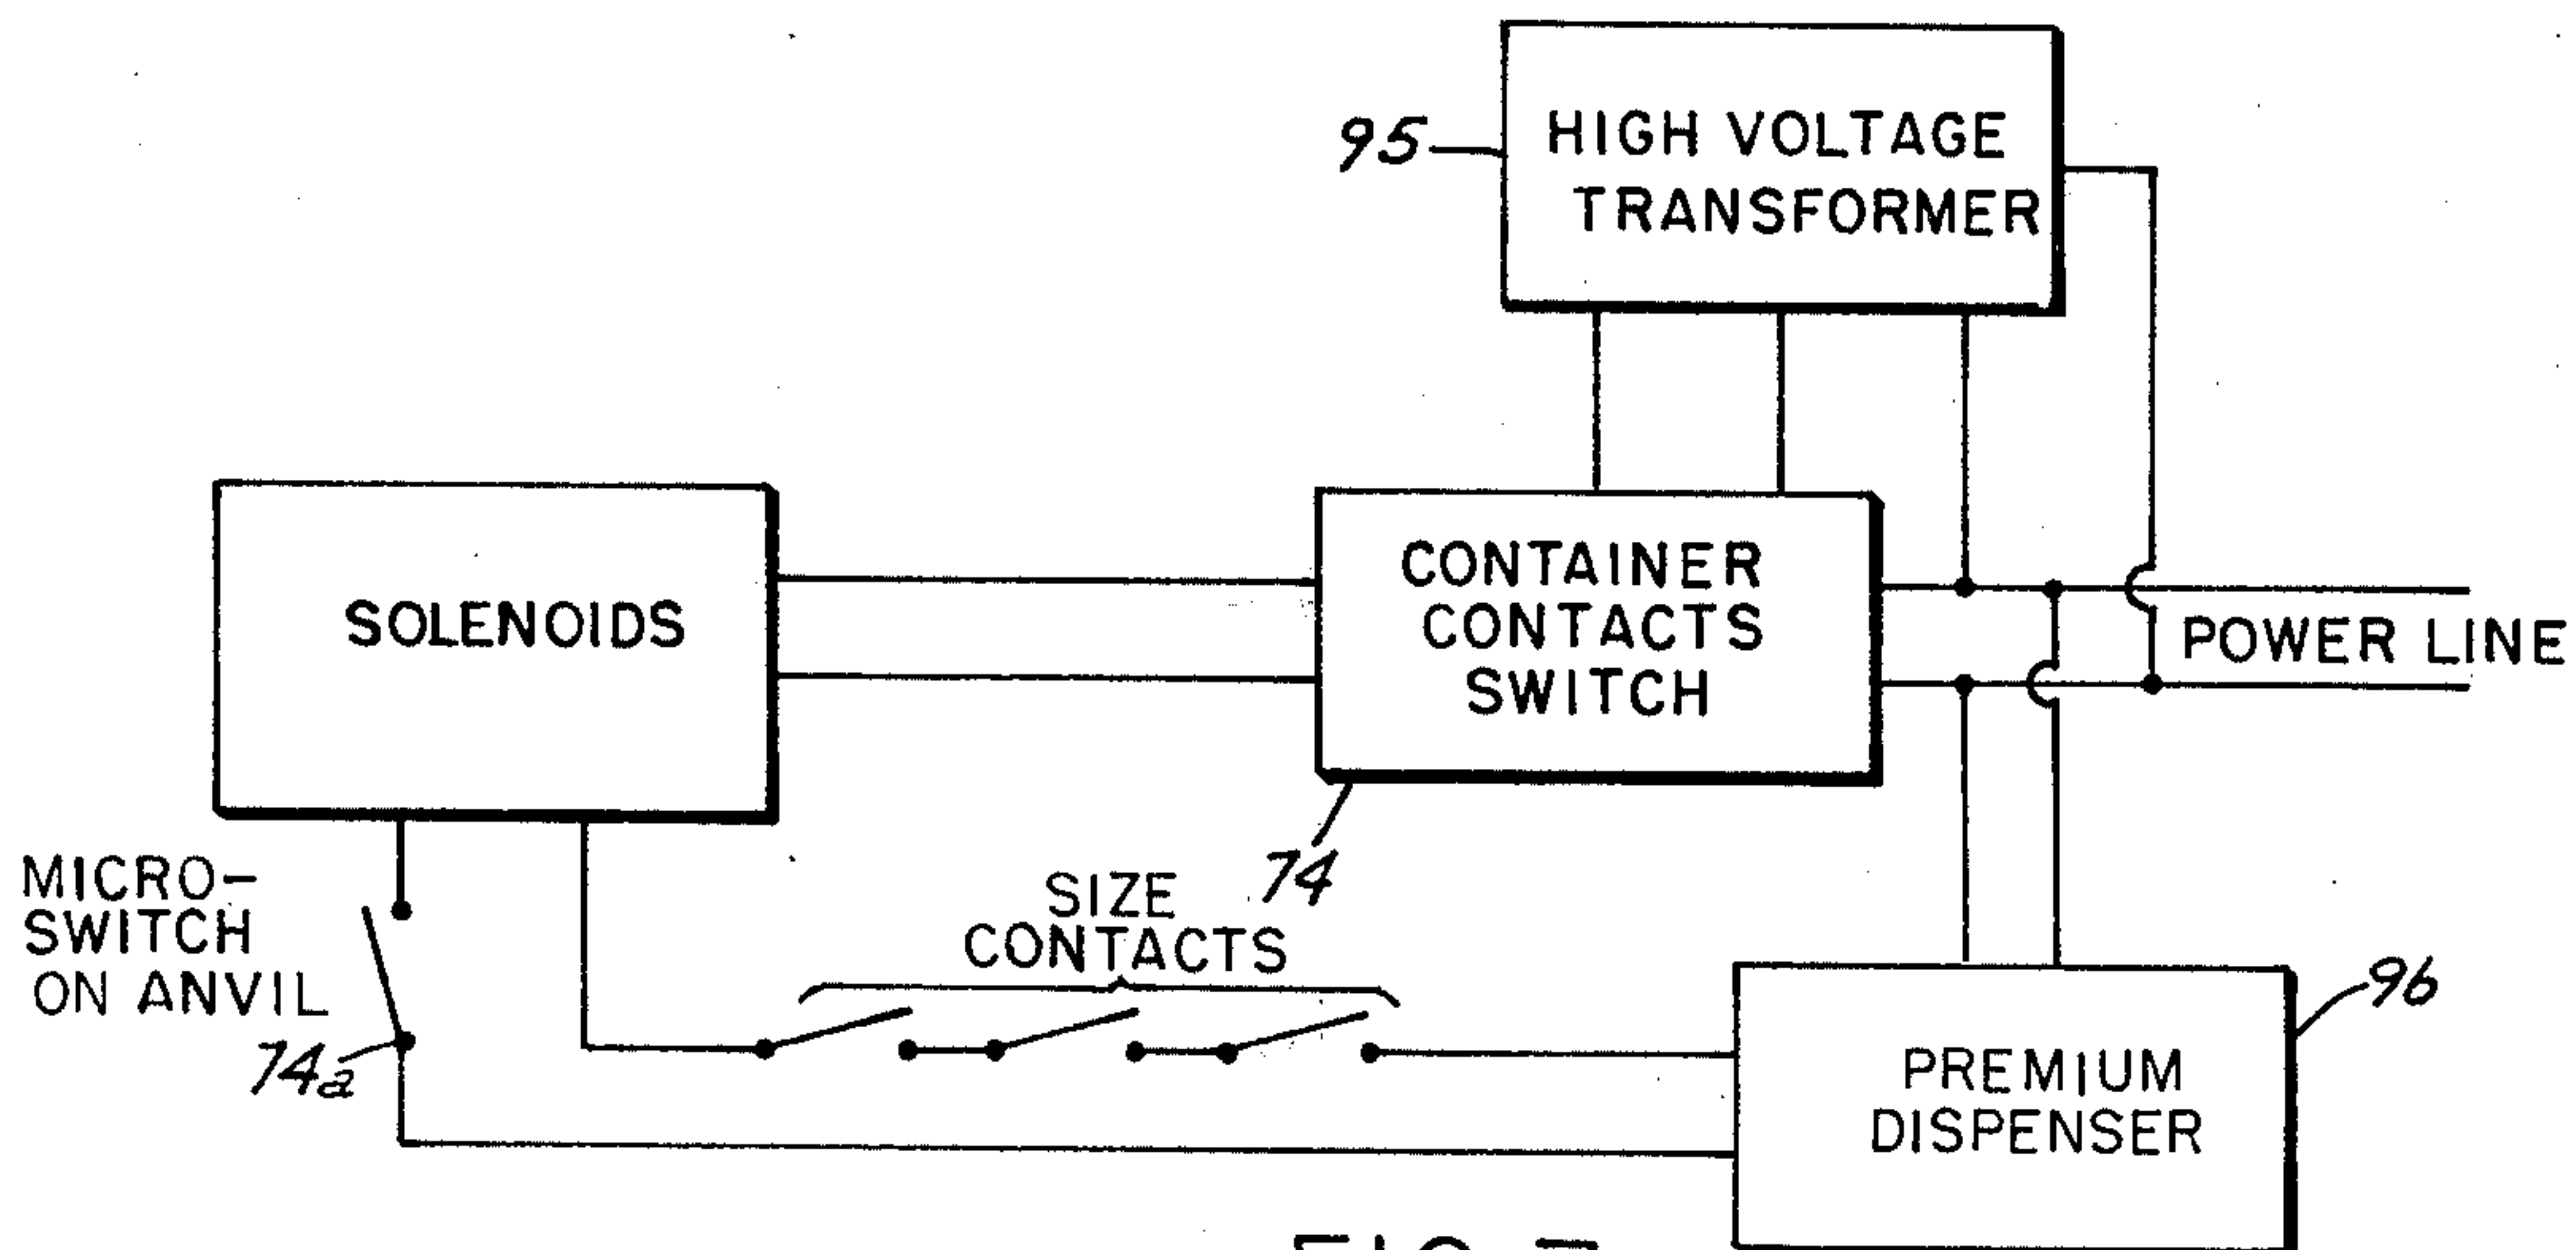 95
HIGH VOLTAGE
TRANSFORMER
SOLENOIDS
CONTAINER
CONTACTS
SWITCH
POWER LINE
74
MICRO-
SWITCH
ON ANVIL
74a
SIZE
CONTACTS
96
PREMIUM
DISPENSER